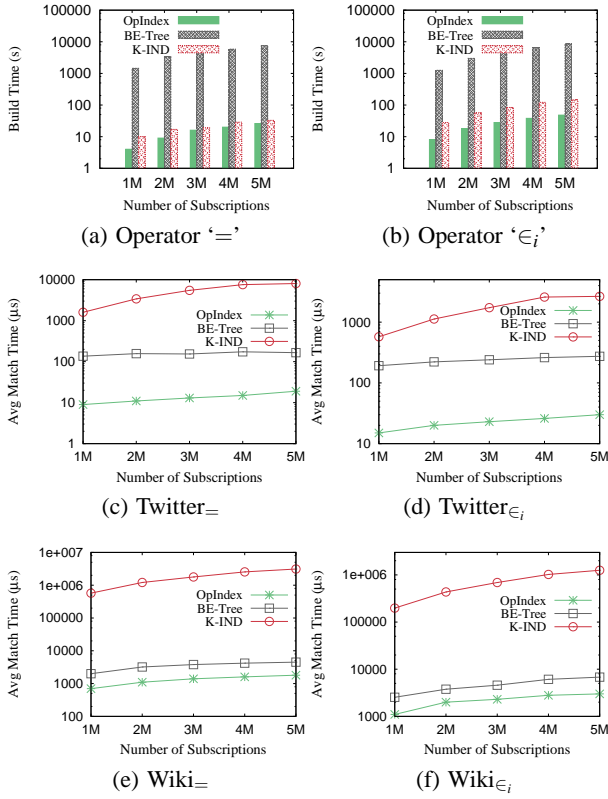 100000
10000
1000
100
10
1
Build Time (s)
OpIndex
BE-Tree
K-IND
1M 2M 3M 4M 5M
Number of Subscriptions
(a) Operator ‘=’
100000
10000
1000
100
10
1
Build Time (s)
OpIndex
BE-Tree
K-IND
1M 2M 3M 4M 5M
Number of Subscriptions
(b) Operator ‘∈i’
10000
1000
100
10
1
Avg Match Time (μs)
OpIndex
BE-Tree
K-IND
1M 2M 3M 4M 5M
Number of Subscriptions
(c) Twitter=
1000
100
10
Avg Match Time (μs)
OpIndex
BE-Tree
K-IND
1M 2M 3M 4M 5M
Number of Subscriptions
(d) Twitter∈i
1e+007
1e+006
100000
10000
1000
100
Avg Match Time (μs)
OpIndex
BE-Tree
K-IND
1M 2M 3M 4M 5M
Number of Subscriptions
(e) Wiki=
1e+006
100000
10000
1000
Avg Match Time (μs)
OpIndex
BE-Tree
K-IND
1M 2M 3M 4M 5M
Number of Subscriptions
(f) Wiki∈i